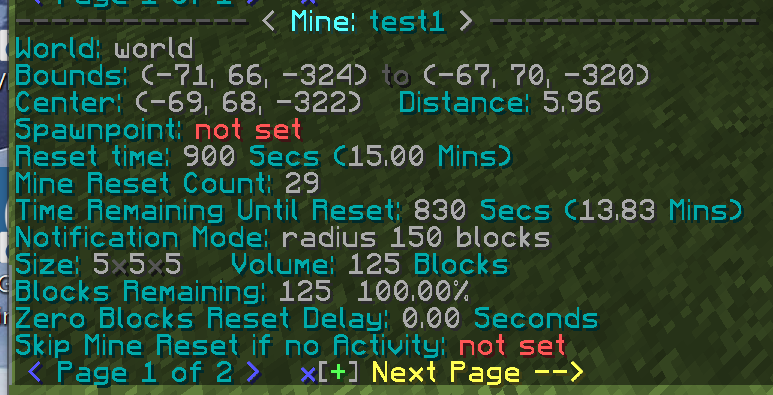 < Page 1 of 1 > x
------------- < Mine: test1 > ----------------
World: world
Bounds: (-71, 66, -324) to (-67, 70, -320)
Center: (-69, 68, -322) Distance: 5.96
Spawnpoint: not set
Reset time: 900 Secs (15.00 Mins)
Mine Reset Count: 29
Time Remaining Until Reset: 830 Secs (13.83 Mins)
Notification Mode: radius 150 blocks
Size: 5x5x5 Volume: 125 Blocks
Blocks Remaining: 125 100.00%
Zero Blocks Reset Delay: 0.00 Seconds
Skip Mine Reset if no Activity: not set
< Page 1 of 2 > x[+] Next Page -->